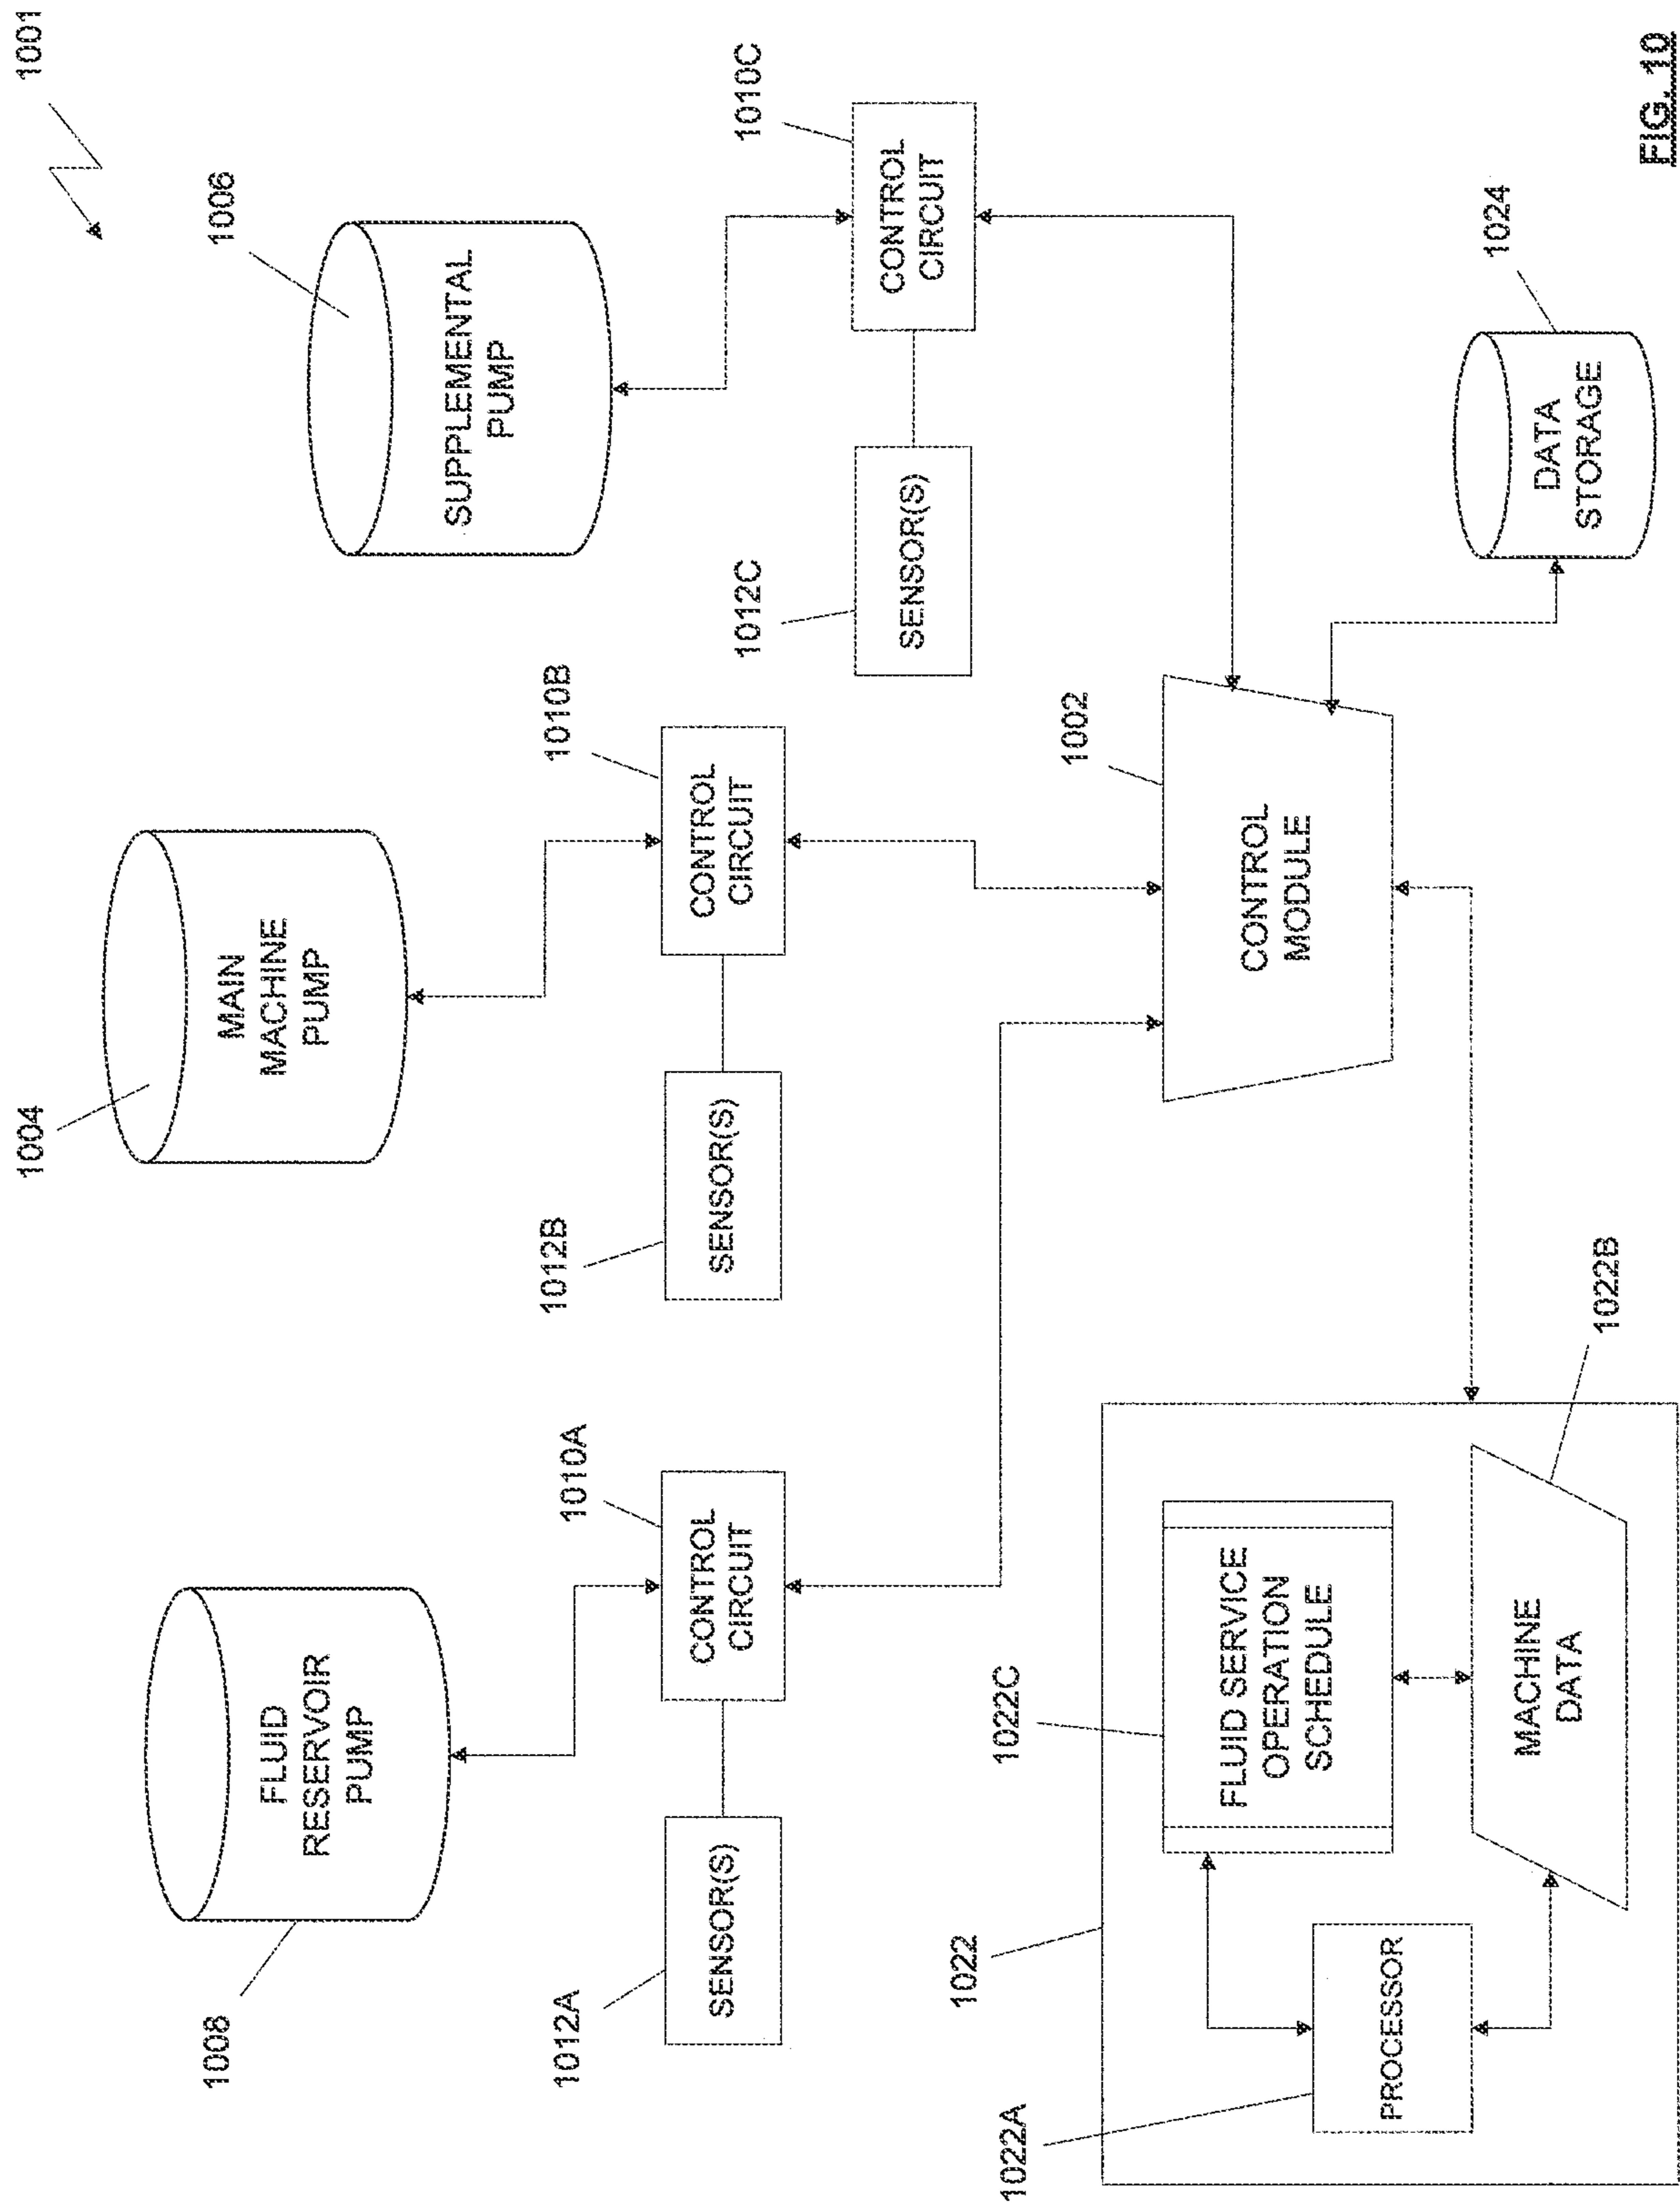 1001
1008
FLUID
RESERVOIR
PUMP
1004
MAIN
MACHINE
PUMP
1006
SUPPLEMENTAL
PUMP
1012A
SENSOR(S)
1010A
CONTROL
CIRCUIT
1012B
SENSOR(S)
1010B
CONTROL
CIRCUIT
1012C
SENSOR(S)
1010C
CONTROL
CIRCUIT
1022
1022A
PROCESSOR
1022C
FLUID SERVICE
OPERATION
SCHEDULE
MACHINE
DATA
1022B
1002
CONTROL
MODULE
1024
DATA
STORAGE
FIG. 10